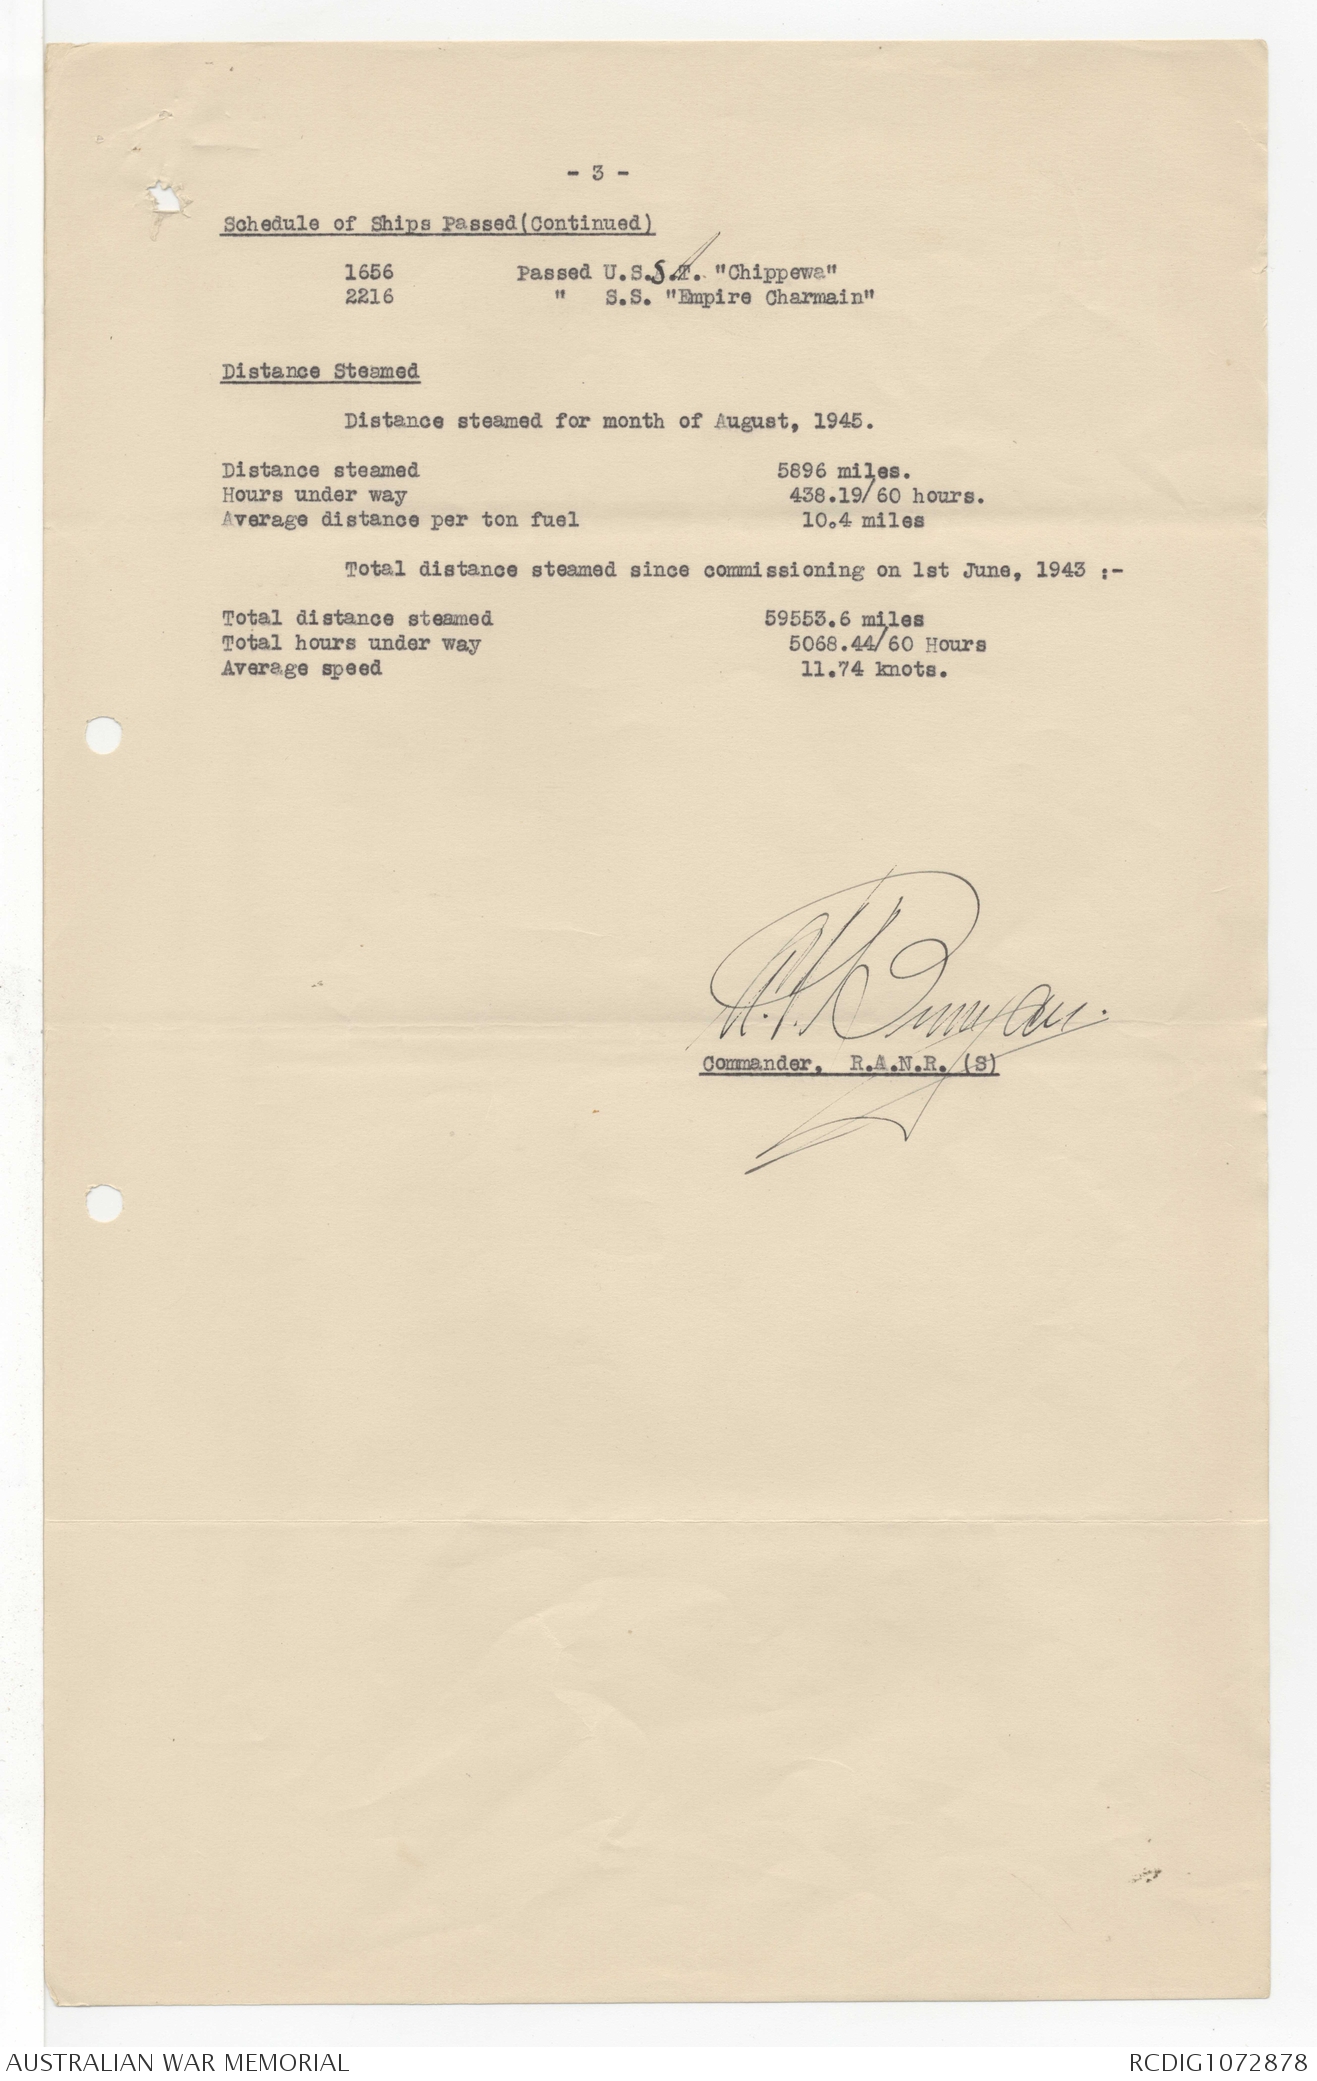 - 3 -
Schedule of Ships Passed(Continued)
1656 Passed U.S.S. "Chippewa"
2216 " S.S. "Empire Charmain"
Distance Steamed
Distance steamed for month of August, 1945.
Distance steamed 5896 miles.
Hours under way 438.19/60 hours.
Average distance per ton fuel 10.4 miles
Total distance steamed since commissioning on 1st June, 1943 :-
Total distance steamed 59553.6 miles
Total hours under way 5068.44/60 Hours
Average speed 11.74 knots.
Bunyan.
Commander, R.A.N.R. (S)
AUSTRALIAN WAR MEMORIAL
RCDIG1072878